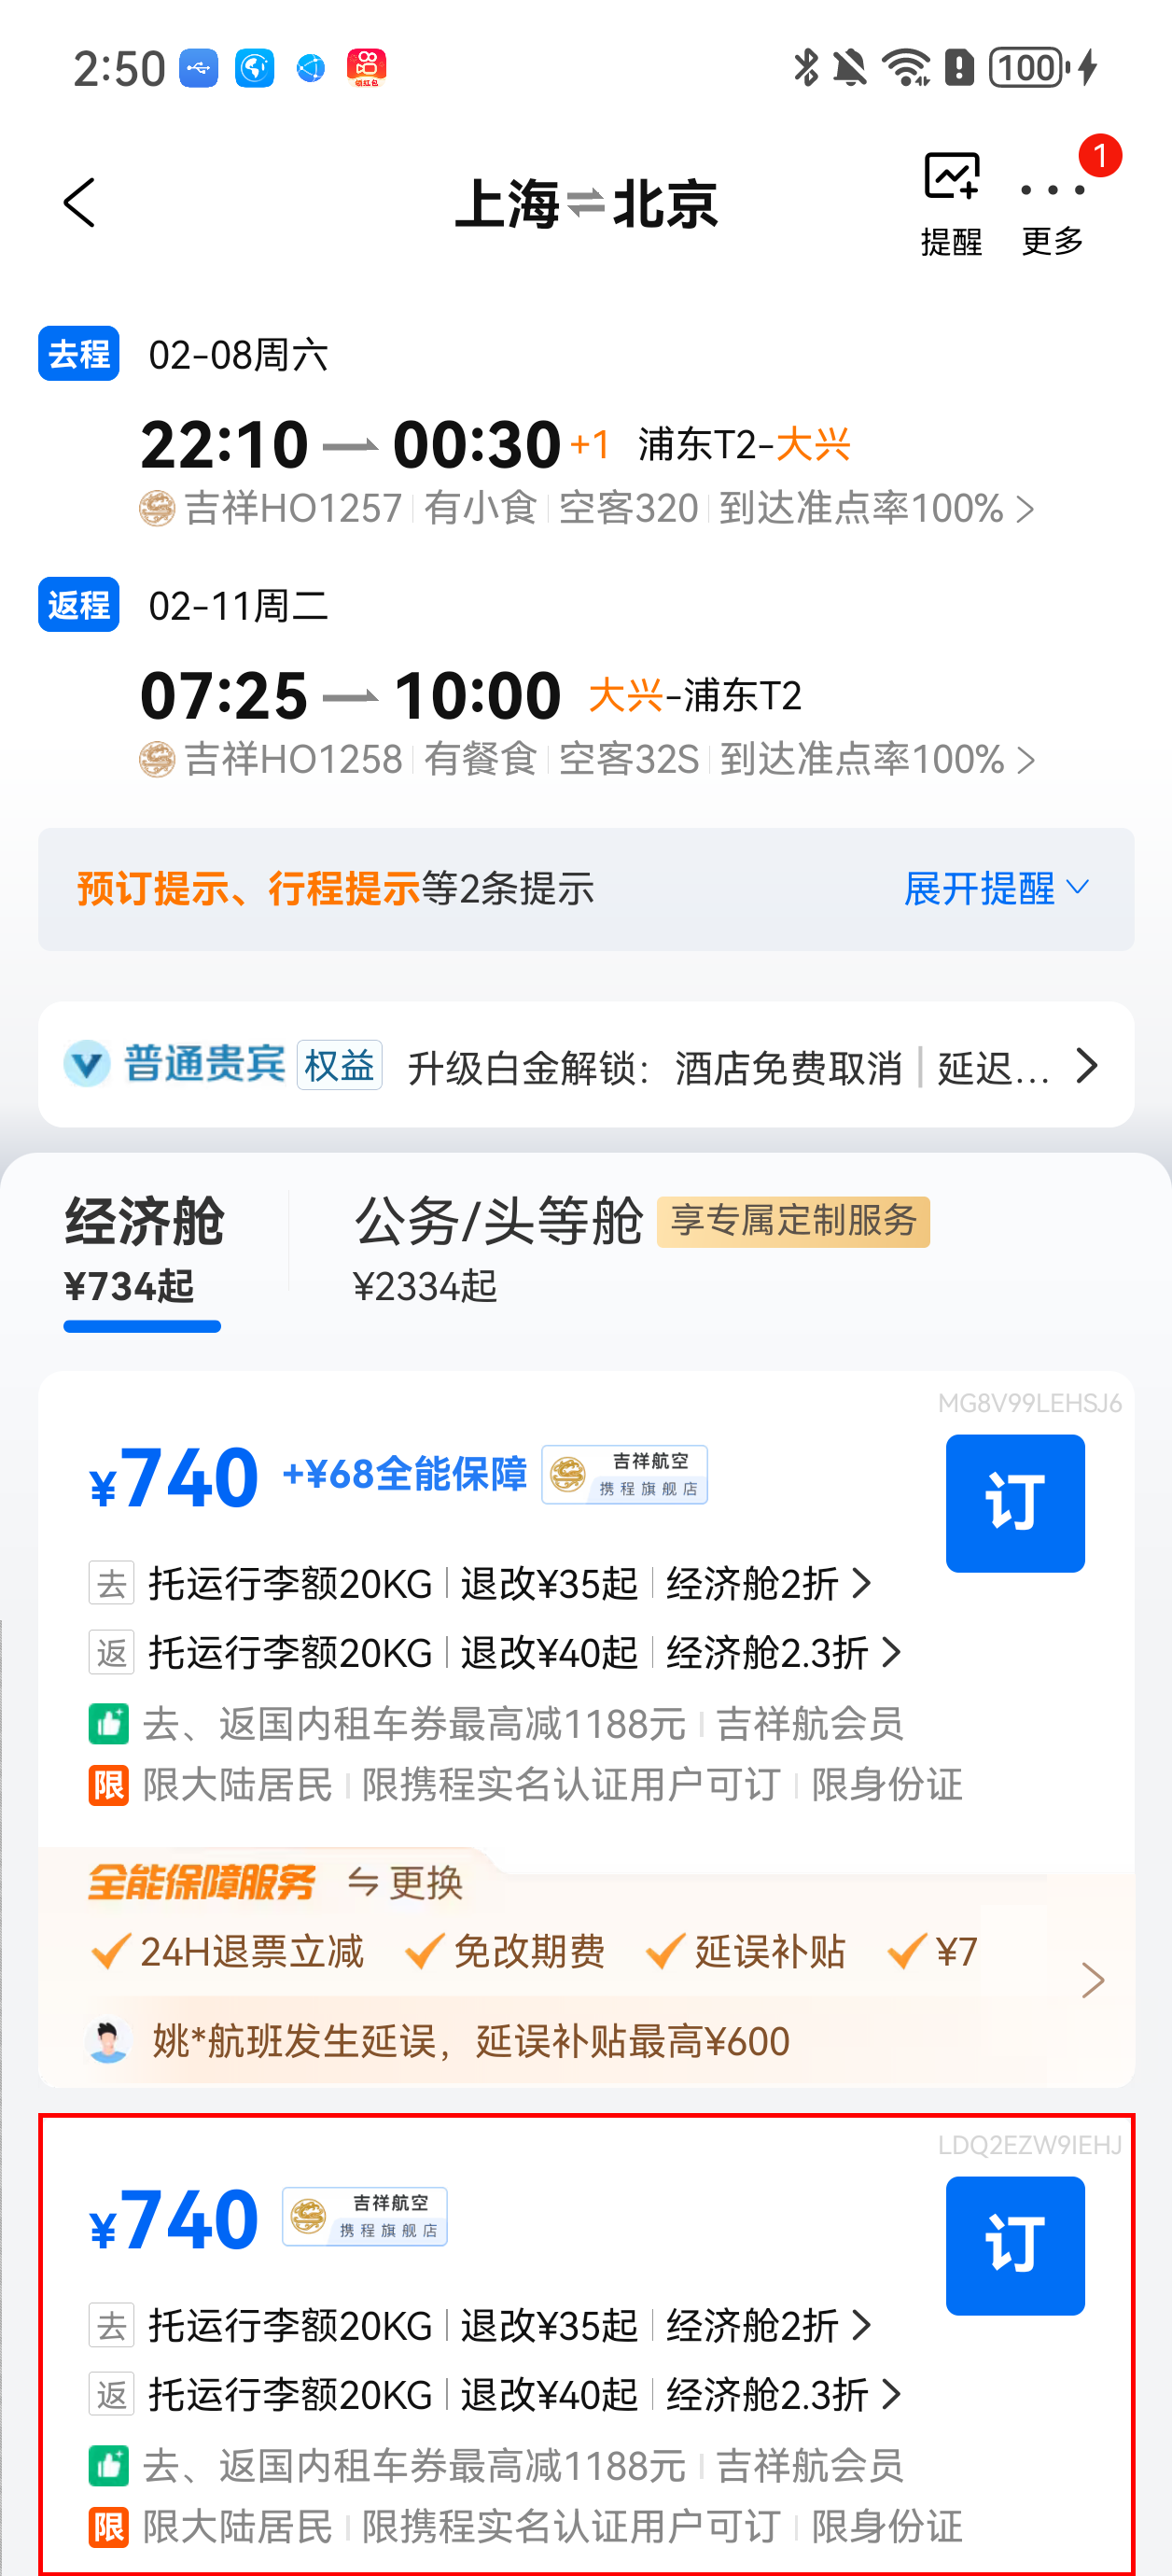 2:50
领红包
100
上海⇌北京
提醒
更多
1
去程 02-08周六
22:10 00:30 +1 浦东T2-大兴
吉祥HO1257 有小食 空客320 到达准点率100%
返程 02-11周二
07:25 10:00 大兴-浦东T2
吉祥HO1258 有餐食 空客32S 到达准点率100%
预订提示、行程提示等2条提示 展开提醒
普通贵宾 权益 升级白金解锁：酒店免费取消 延迟...
经济舱 公务/头等舱 享专属定制服务
¥734起 ¥2334起
MG8V99LEHSJ6
¥740 +¥68全能保障 吉祥航空 携程旗舰店
订
去 托运行李额20KG 退改¥35起 经济舱2折
返 托运行李额20KG 退改¥40起 经济舱2.3折
去、返国内租车券最高减1188元 吉祥航会员
限 限大陆居民 限携程实名认证用户可订 限身份证
全能保障服务 更换
24H退票立减 免改期费 延误补贴 ¥7
姚*航班发生延误，延误补贴最高¥600
LDQ2EZW9IEHJ
¥740 吉祥航空 携程旗舰店
订
去 托运行李额20KG 退改¥35起 经济舱2折
返 托运行李额20KG 退改¥40起 经济舱2.3折
去、返国内租车券最高减1188元 吉祥航会员
限 限大陆居民 限携程实名认证用户可订 限身份证